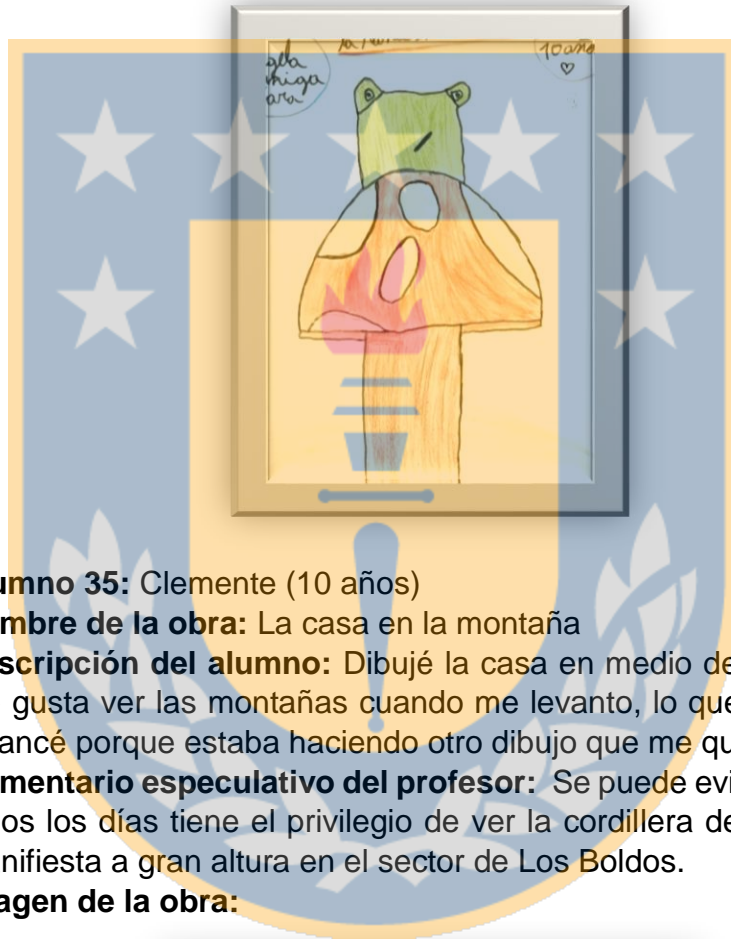 10 año
umno 35: Clemente (10 años)
mbre de la obra: La casa en la montaña
scripción del alumno: Dibujé la casa en medio de
gusta ver las montañas cuando me levanto, lo que
ancé porque estaba haciendo otro dibujo que me qu
mentario especulativo del profesor: Se puede evi
os los días tiene el privilegio de ver la cordillera de
nifiesta a gran altura en el sector de Los Boldos.
agen de la obra: